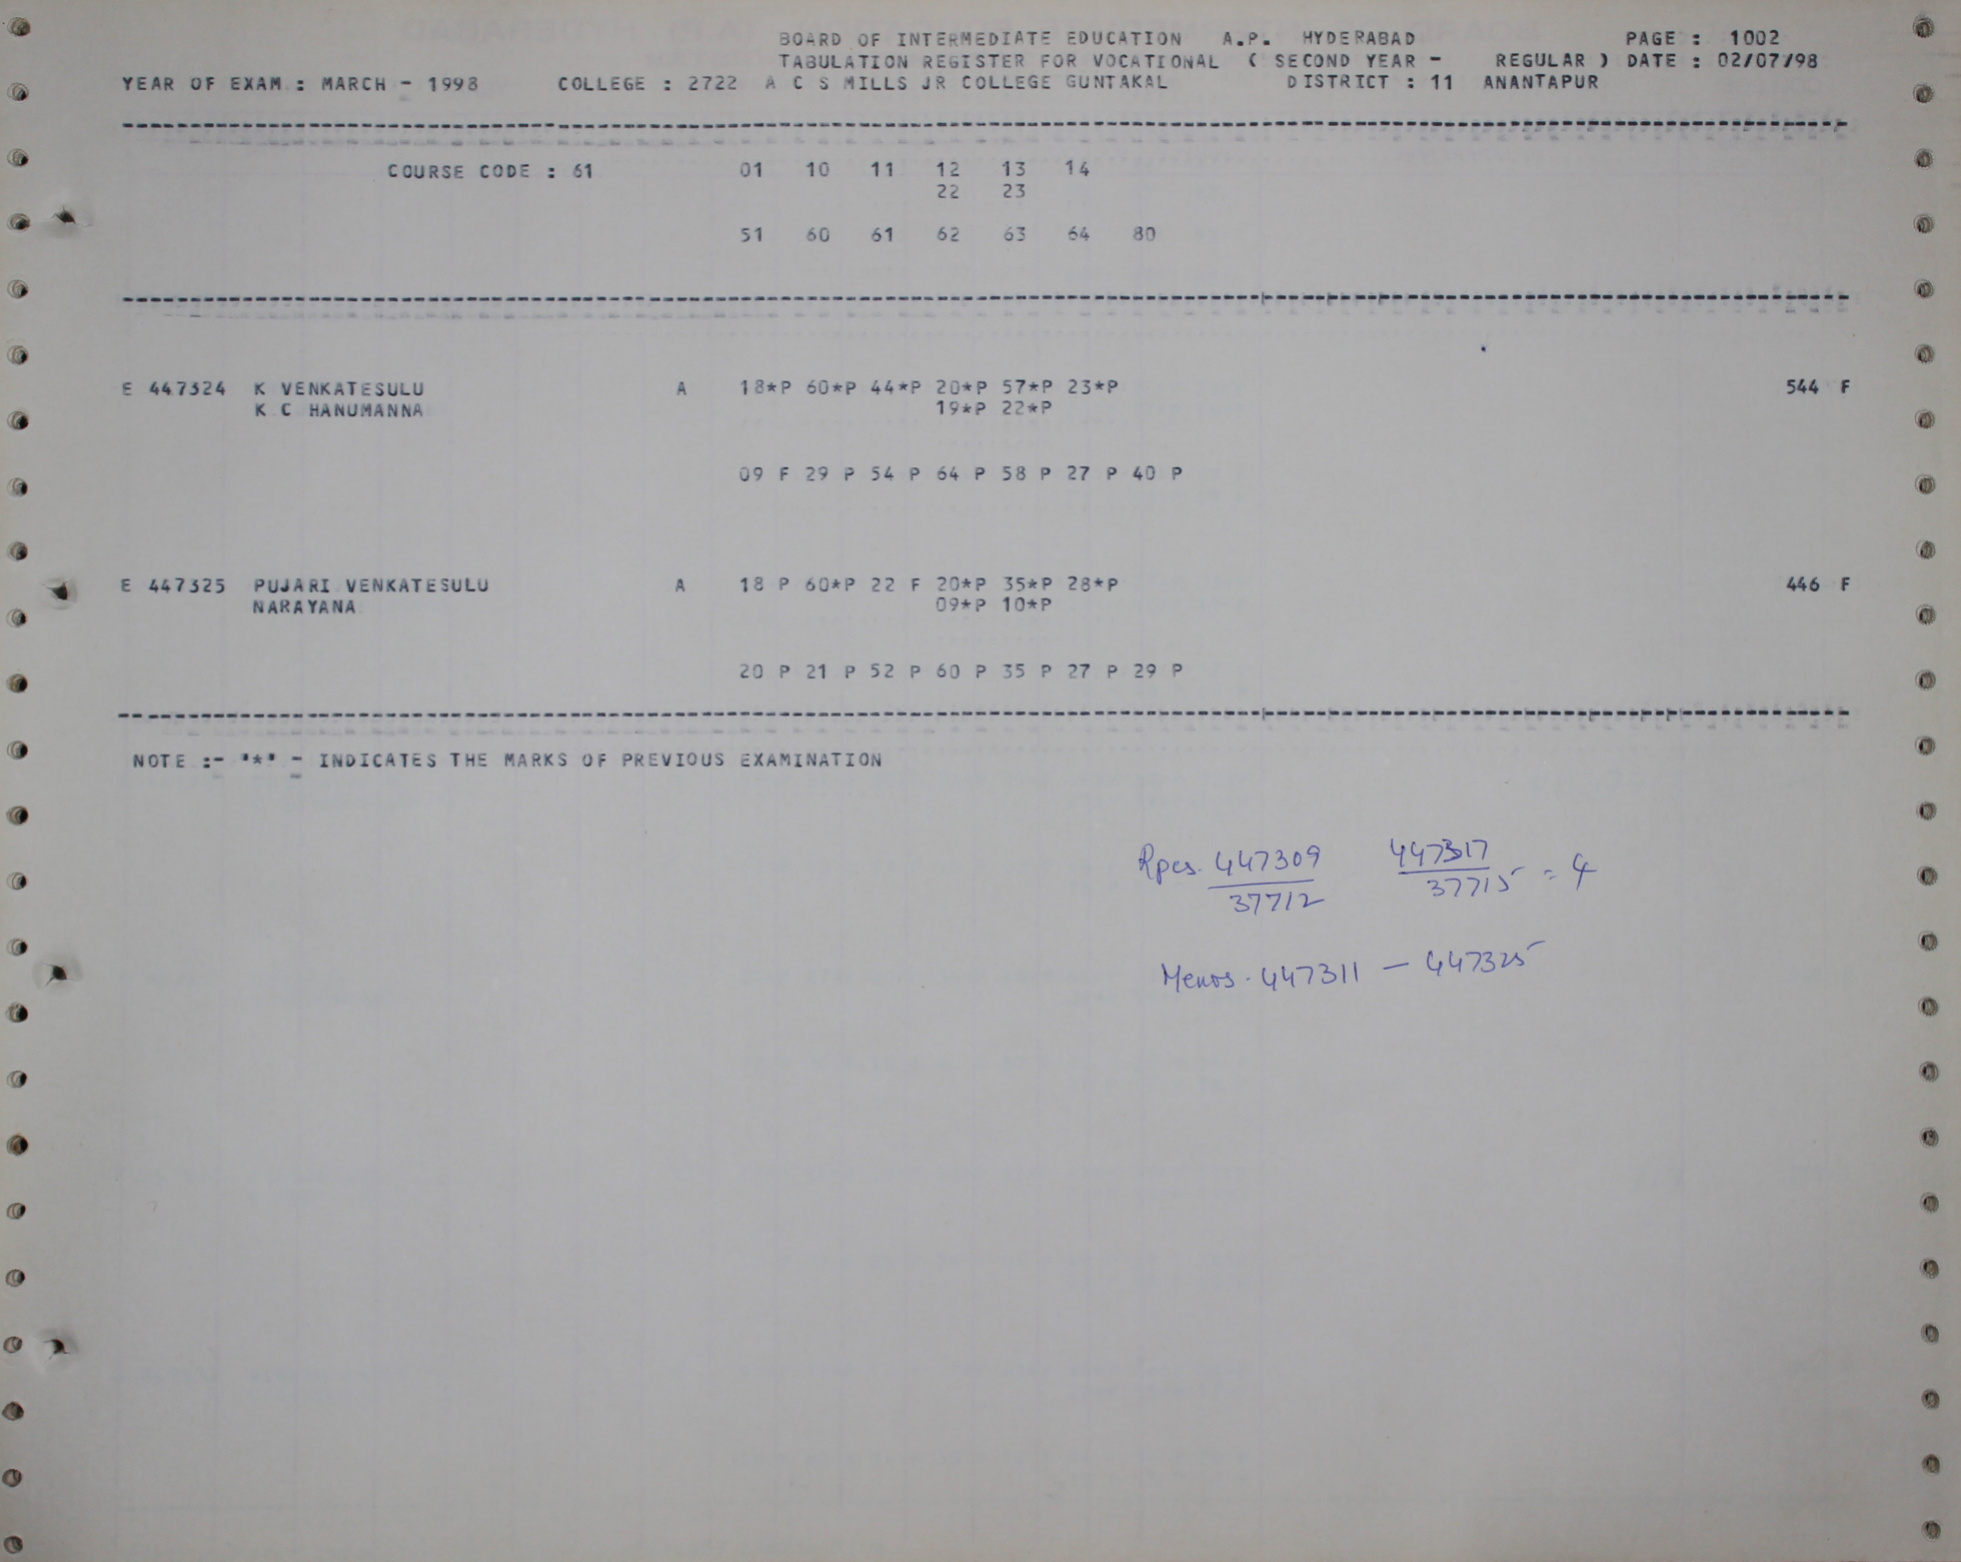 BOARD OF INTERMEDIATE EDUCATION A.P. HYDERABAD PAGE : 1002
TABULATION REGISTER FOR VOCATIONAL ( SECOND YEAR - REGULAR ) DATE : 02/07/98
YEAR OF EXAM : MARCH - 1998 COLLEGE : 2722 A C S MILLS JR COLLEGE GUNTAKAL DISTRICT : 11 ANANTAPUR
COURSE CODE : 61 01 10 11 12 13 14
22 23
51 60 61 62 63 64 80
E 447324 K VENKATESULU A 18*P 60*P 44*P 20*P 57*P 23*P 544 F
K C HANUMANNA 19*P 22*P
09 F 29 P 54 P 64 P 58 P 27 P 40 P
E 447325 PUJARI VENKATESULU A 18 P 60*P 22 F 20*P 35*P 28*P 446 F
NARAYANA 09*P 10*P
20 P 21 P 52 P 60 P 35 P 27 P 29 P
NOTE :- '*' - INDICATES THE MARKS OF PREVIOUS EXAMINATION
447309 447317 = 4
37712 37715
447311 - 447325